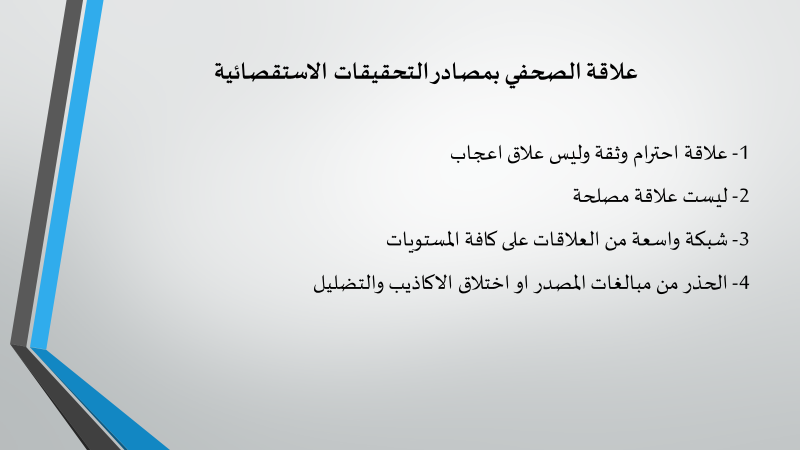 علاقة الصحفي بمصادر التحقيقات الاستقصائية
1- علاقة احترام وثقة وليس علاق اعجاب
2- ليست علاقة مصلحة
3- شبكة واسعة من العلاقات على كافة المستويات
4- الحذر من مبالغات المصدر او اختلاق الاكاذيب والتضليل